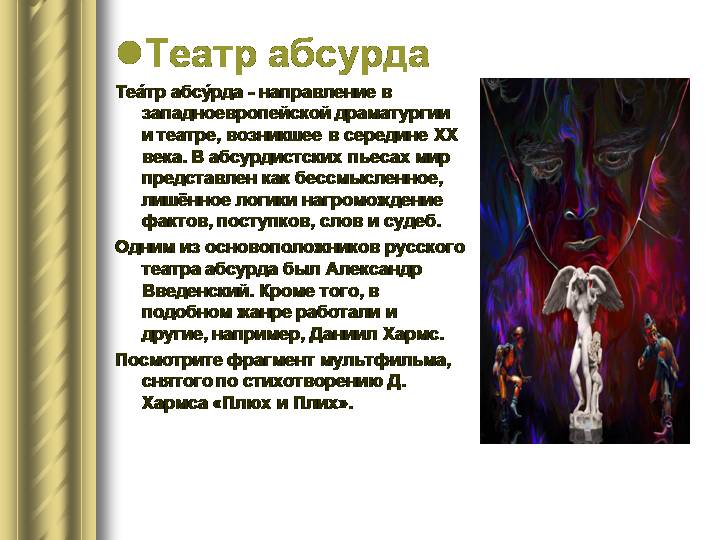 Театр абсурда
Теа́тр абсу́рда - направление в
западноевропейской драматургии
и театре, возникшее в середине XX
века. В абсурдистских пьесах мир
представлен как бессмысленное,
лишённое логики нагромождение
фактов, поступков, слов и судеб.
Одним из основоположников русского
театра абсурда был Александр
Введенский. Кроме того, в
подобном жанре работали и
другие, например, Даниил Хармс.
Посмотрите фрагмент мультфильма,
снятого по стихотворению Д.
Хармса «Плюх и Плих».